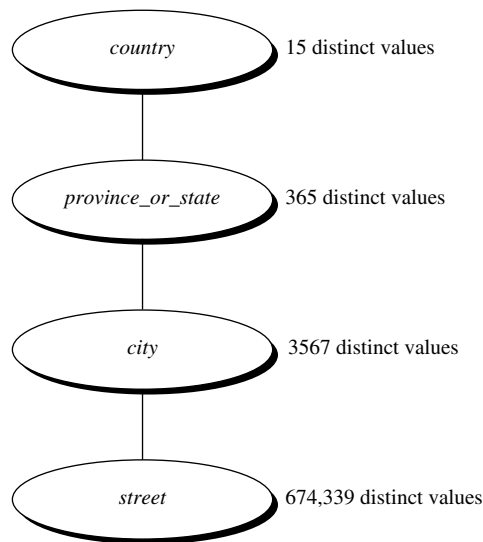 country 15 distinct values
province_or_state 365 distinct values
city 3567 distinct values
street 674,339 distinct values